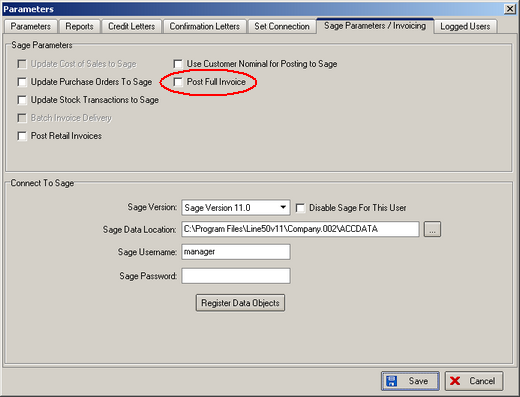 Parameters
Parameters Reports Credit Letters Confirmation Letters Set Connection Sage Parameters / Invoicing Logged Users
Sage Parameters
Update Cost of Sales to Sage Use Customer Nominal for Posting to Sage
Update Purchase Orders To Sage Post Full Invoice
Update Stock Transactions to Sage
Batch Invoice Delivery
Post Retail Invoices
Connect To Sage
Sage Version: Sage Version 11.0 Disable Sage For This User
Sage Data Location: C:\Program Files\Line50v11\Company.002\ACCDATA ...
Sage Username: manager
Sage Password:
Register Data Objects
Save Cancel